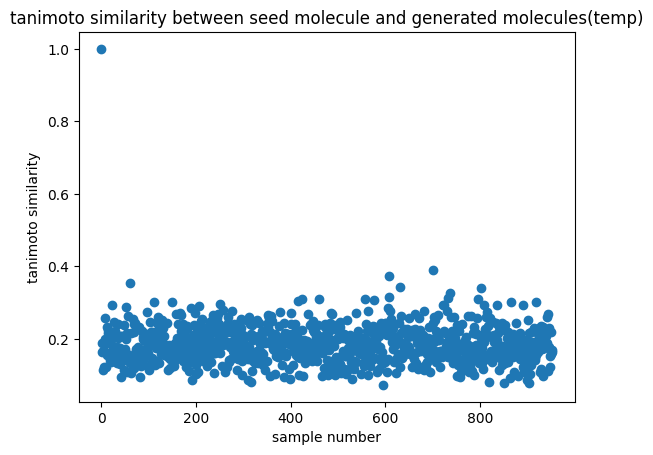 tanimoto similarity between seed molecule and generated molecules(temp)
1.0
0.8
0.6
0.4
0.2
tanimoto similarity
0 200 400 600 800
sample number